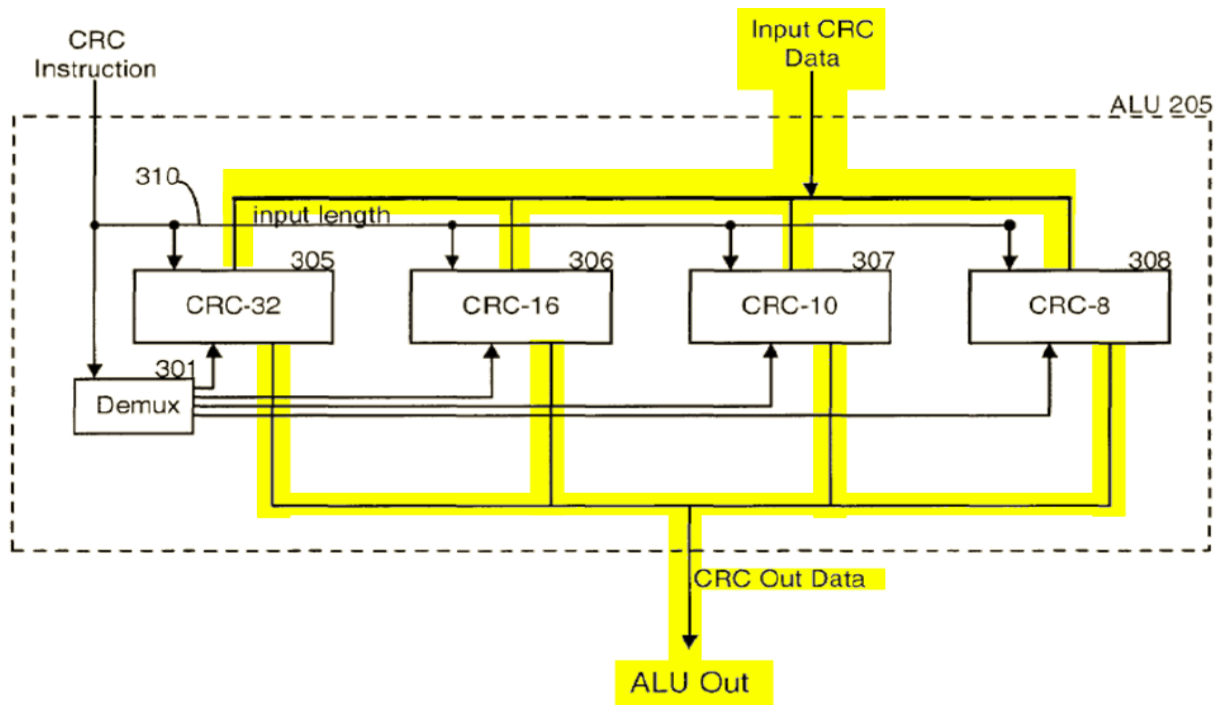 CRC
Instruction
Input CRC
Data
ALU 205
310
input length
305
306
307
308
CRC-32
CRC-16
CRC-10
CRC-8
301
Demux
CRC Out Data
ALU Out